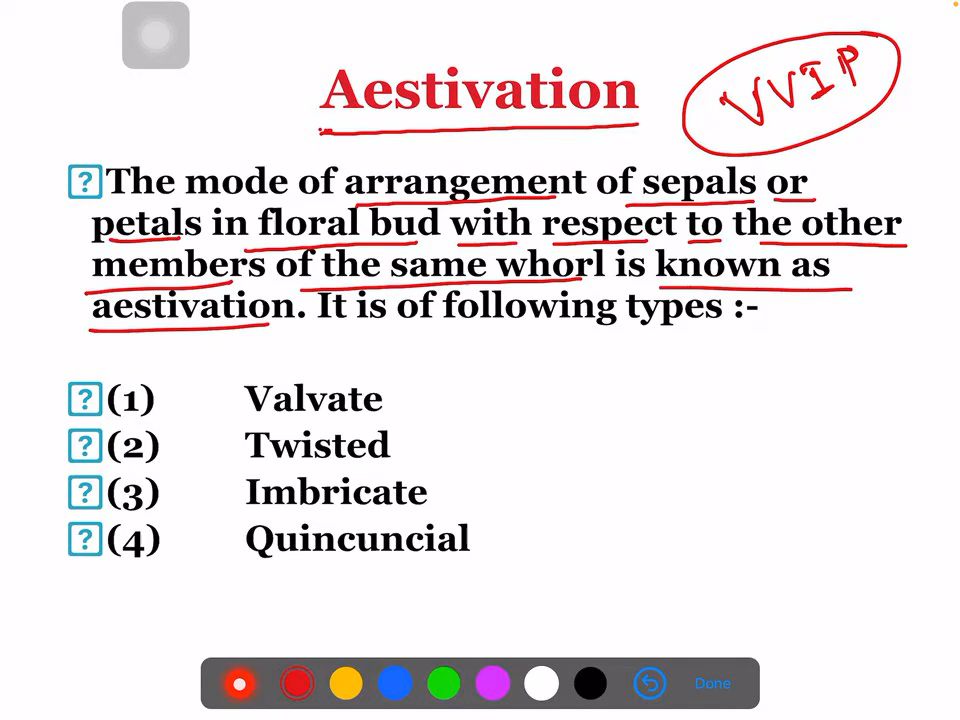 Aestivation
VVIP
The mode of arrangement of sepals or
petals in floral bud with respect to the other
members of the same whorl is known as
aestivation. It is of following types :-
(1) Valvate
(2) Twisted
(3) Imbricate
(4) Quincuncial
Done